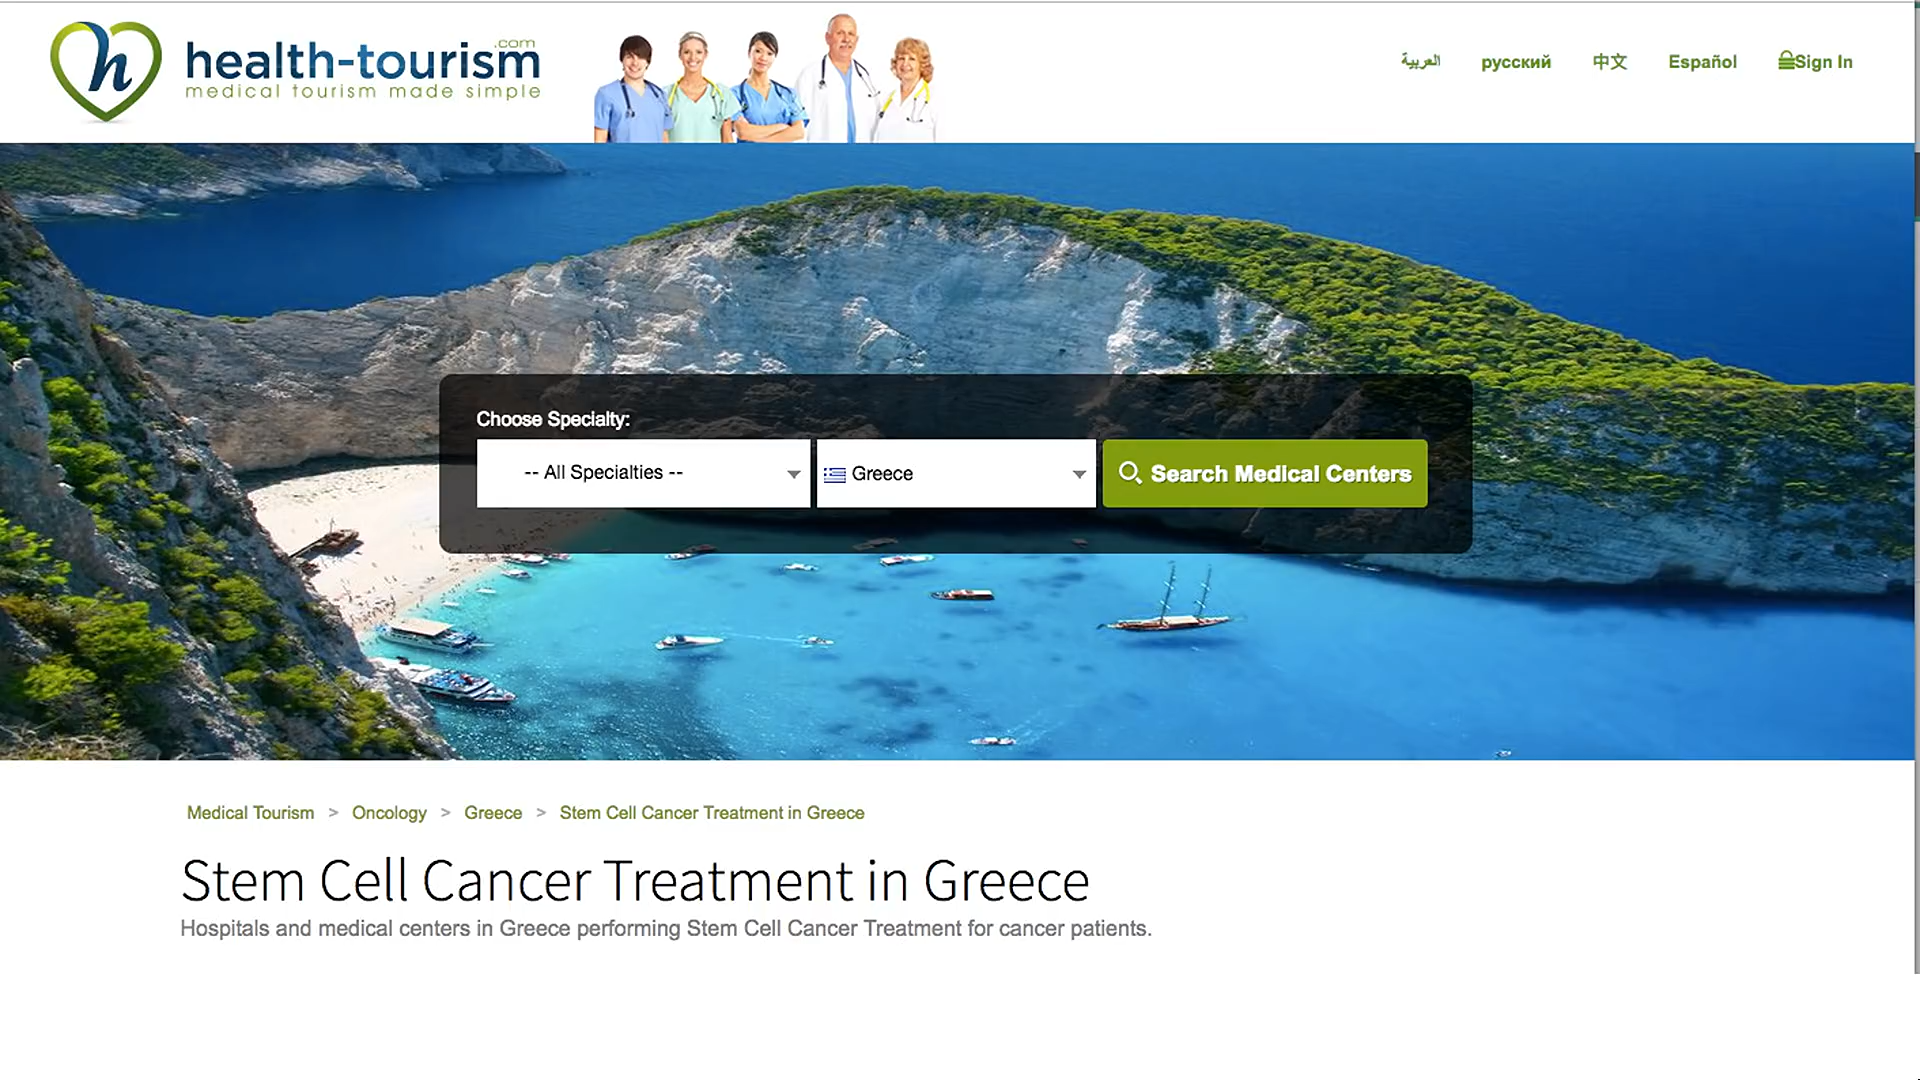 h
health-tourism.com
medical tourism made simple
العربية
русский
中文
Español
Sign In
Choose Specialty:
-- All Specialties --
Greece
Search Medical Centers
Medical Tourism > Oncology > Greece > Stem Cell Cancer Treatment in Greece
Stem Cell Cancer Treatment in Greece
Hospitals and medical centers in Greece performing Stem Cell Cancer Treatment for cancer patients.